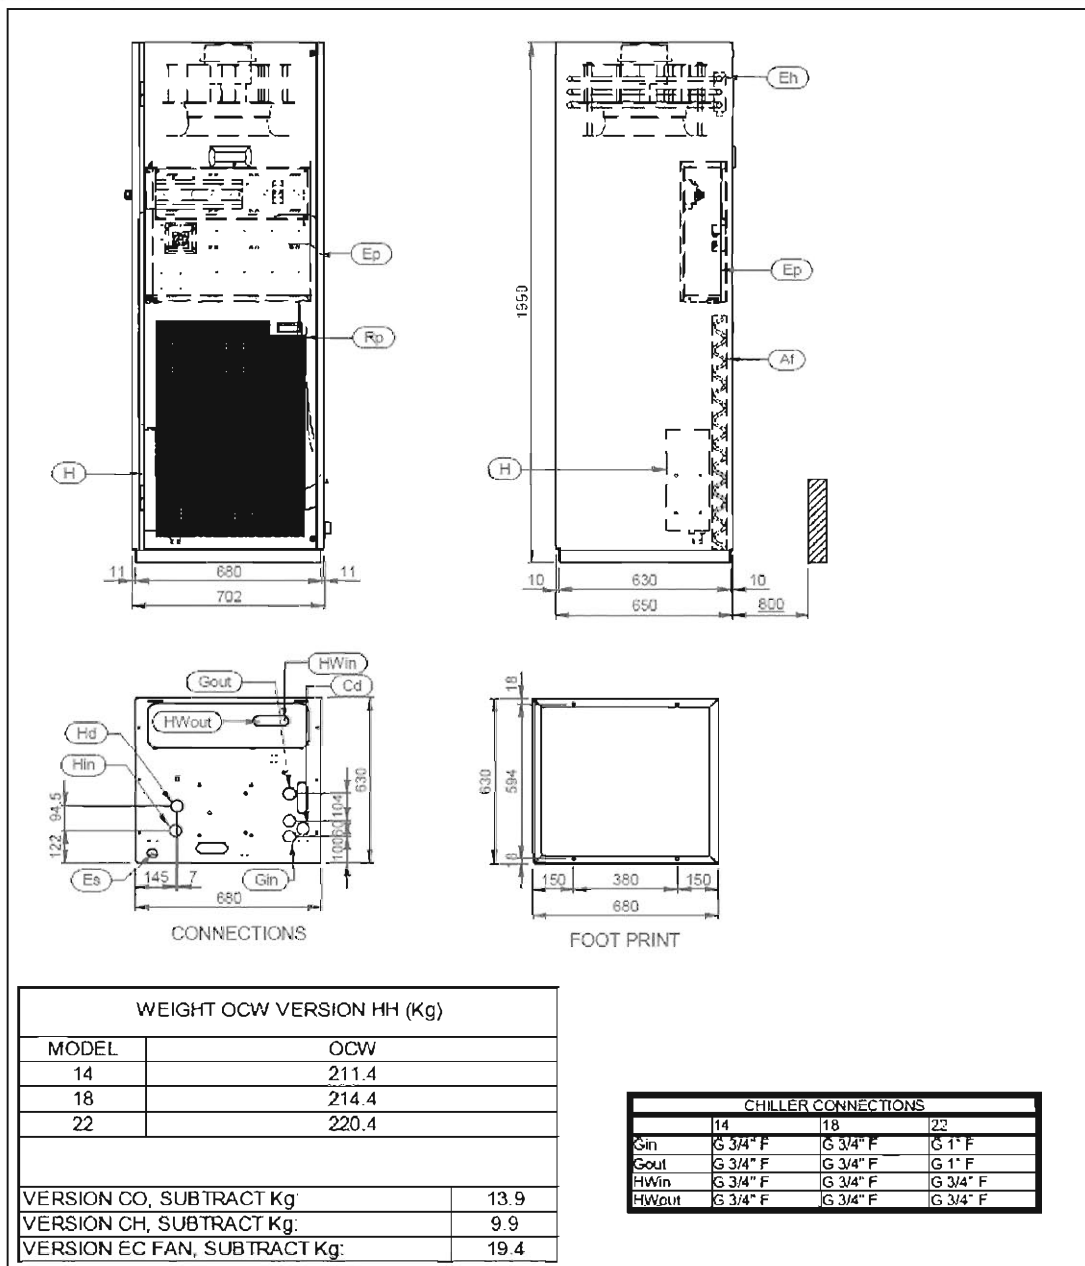 Eh
Ep
Ep
1990
Rp
Af
H
H
11
680
11
702
10
630
10
650
800
HWin
Gout
Cd
HWout
Hd
Hin
94.5
122
630
104
60
100
Es
145
7
Gin
680
CONNECTIONS
18
630
594
18
150
380
150
680
FOOT PRINT
WEIGHT OCW VERSION HH (Kg)
MODEL OCW
14 211.4
18 214.4
22 220.4
VERSION CO, SUBTRACT Kg: 13.9
VERSION CH, SUBTRACT Kg: 9.9
VERSION EC FAN, SUBTRACT Kg: 19.4
CHILLER CONNECTIONS
14 18 22
Gin G 3/4" F G 3/4" F G 1" F
Gout G 3/4" F G 3/4" F G 1" F
HWin G 3/4" F G 3/4" F G 3/4" F
HWout G 3/4" F G 3/4" F G 3/4" F